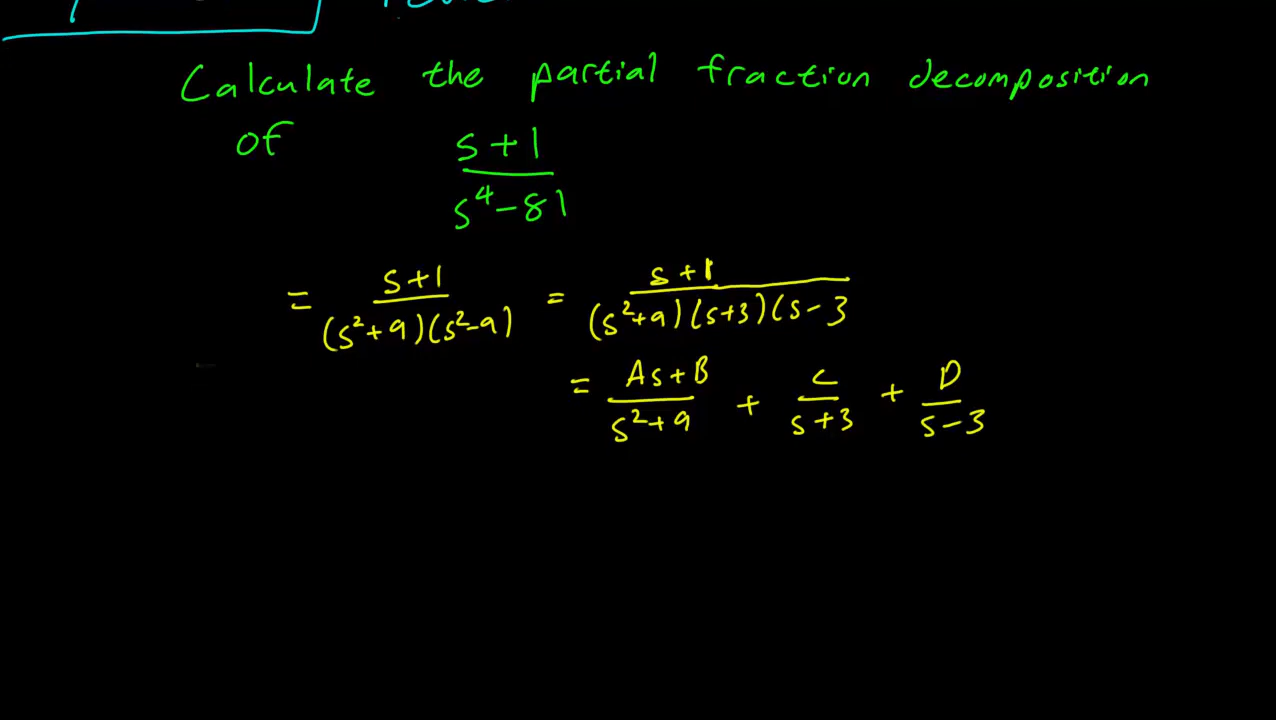 Calculate the partial fraction decomposition
of s+1
s⁴-81
= s+1 = s+1
(s²+9)(s²-9) (s²+9)(s+3)(s-3
= As+B + C + D
s²+9 s+3 s-3